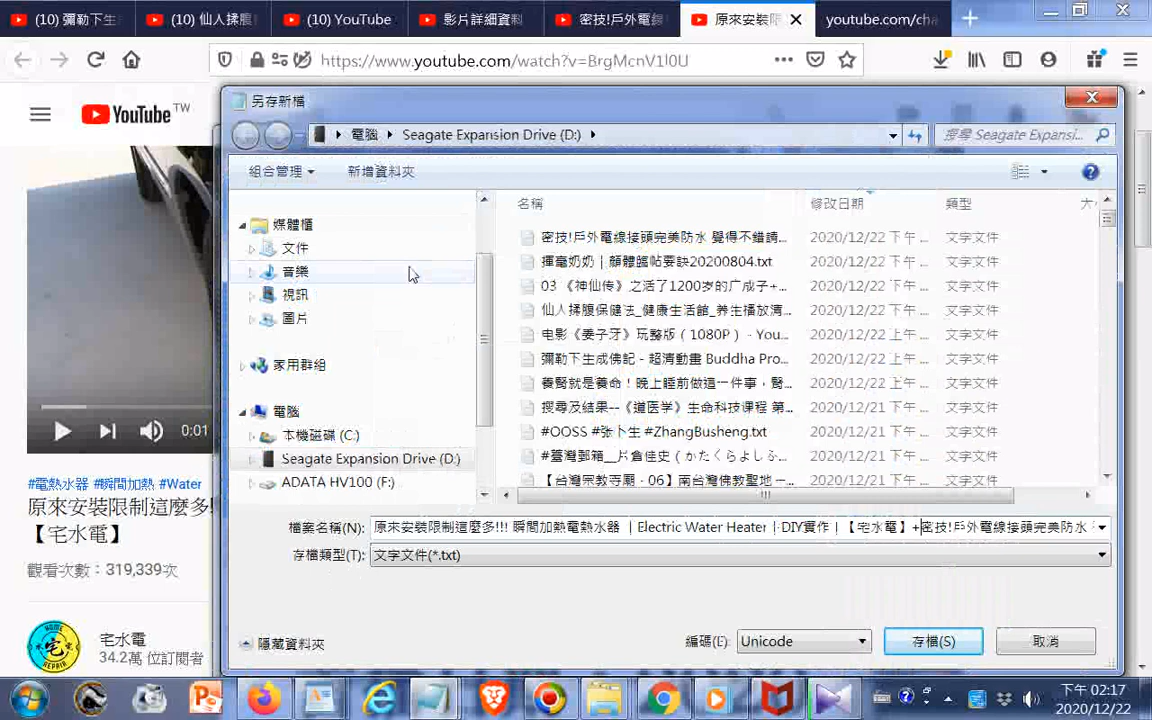 (10) 彌勒下生
(10) 仙人揉腹
(10) YouTube
影片詳細資料
密技!戶外電線
原來安裝限
youtube.com/cha
https://www.youtube.com/watch?v=BrgMcnV1l0U
YouTube TW
另存新檔
電腦 Seagate Expansion Drive (D:)
搜尋 Seagate Expansi...
組合管理 新增資料夾
媒體櫃
文件
音樂
視訊
圖片
家用群組
電腦
本機磁碟 (C:)
Seagate Expansion Drive (D:)
ADATA HV100 (F:)
名稱 修改日期 類型 大
密技!戶外電線接頭完美防水 覺得不錯請... 2020/12/22 下午 ... 文字文件
揮毫奶奶 | 顏體臨帖要訣20200804.txt 2020/12/22 下午 ... 文字文件
03 《神仙传》之活了1200岁的广成子+... 2020/12/22 下午 ... 文字文件
仙人揉腹保健法_健康生活館_养生播放清... 2020/12/22 下午 ... 文字文件
电影《姜子牙》玩整版（1080P） - You... 2020/12/22 上午 ... 文字文件
彌勒下生成佛記 - 超清動畫 Buddha Pro... 2020/12/22 上午 ... 文字文件
養腎就是養命！晚上睡前做這一件事，腎... 2020/12/22 上午 ... 文字文件
搜尋及結果--《道医学》生命科技课程 第... 2020/12/21 下午 ... 文字文件
#OOSS #张卜生 #ZhangBusheng.txt 2020/12/21 下午 ... 文字文件
#臺灣郵箱__片倉佳史（かたくらよしふ... 2020/12/21 下午 ... 文字文件
【台灣宗教寺廟·06】南台灣佛教聖地 —... 2020/12/21 下午 ... 文字文件
檔案名稱(N): 原來安裝限制這麼多!!! 瞬間加熱電熱水器 | Electric Water Heater | DIY實作 | 【宅水電】+密技!戶外電線接頭完美防水
存檔類型(T): 文字文件(*.txt)
隱藏資料夾
編碼(E): Unicode 存檔(S) 取消
0:01
#電熱水器 #瞬間加熱 #Water
原來安裝限制這麼多!
【宅水電】
觀看次數：319,339次
宅水電
34.2萬 位訂閱者
下午 02:17
2020/12/22